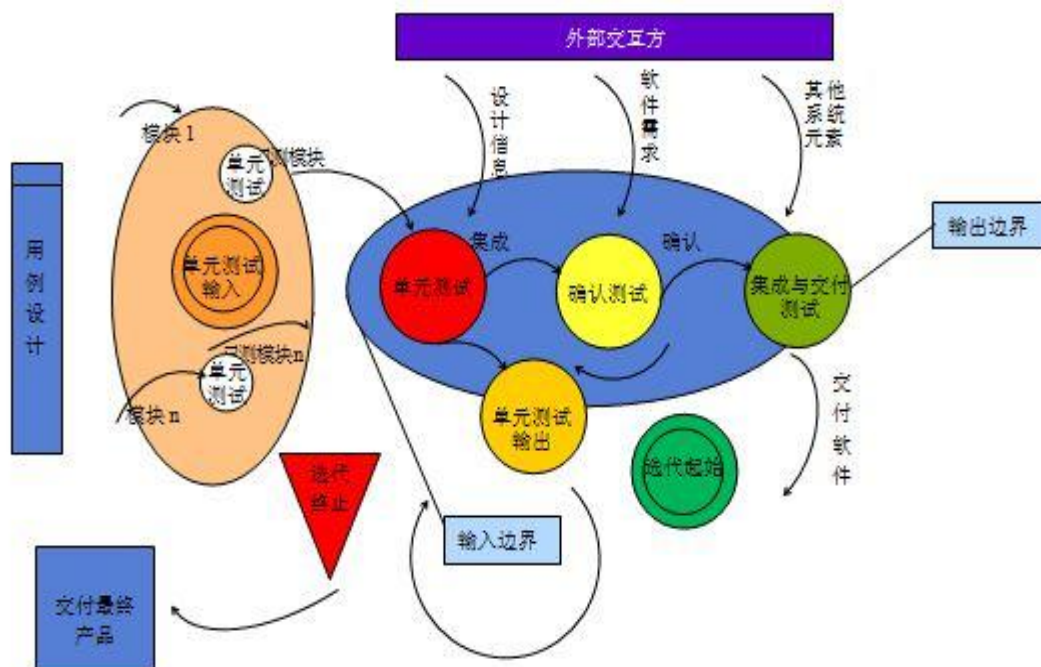 外部交互方
设计信息
软件需求
其他
系统
元素
模块1
已测模块
单元
测试
用例设计
单元测试
输入
已测模块n
单元
测试
模块n
集成
确认
单元测试
确认测试
集成与交付
测试
输出边界
单元测试
输出
迭代起始
交付软件
迭代
终止
输入边界
交付最终
产品